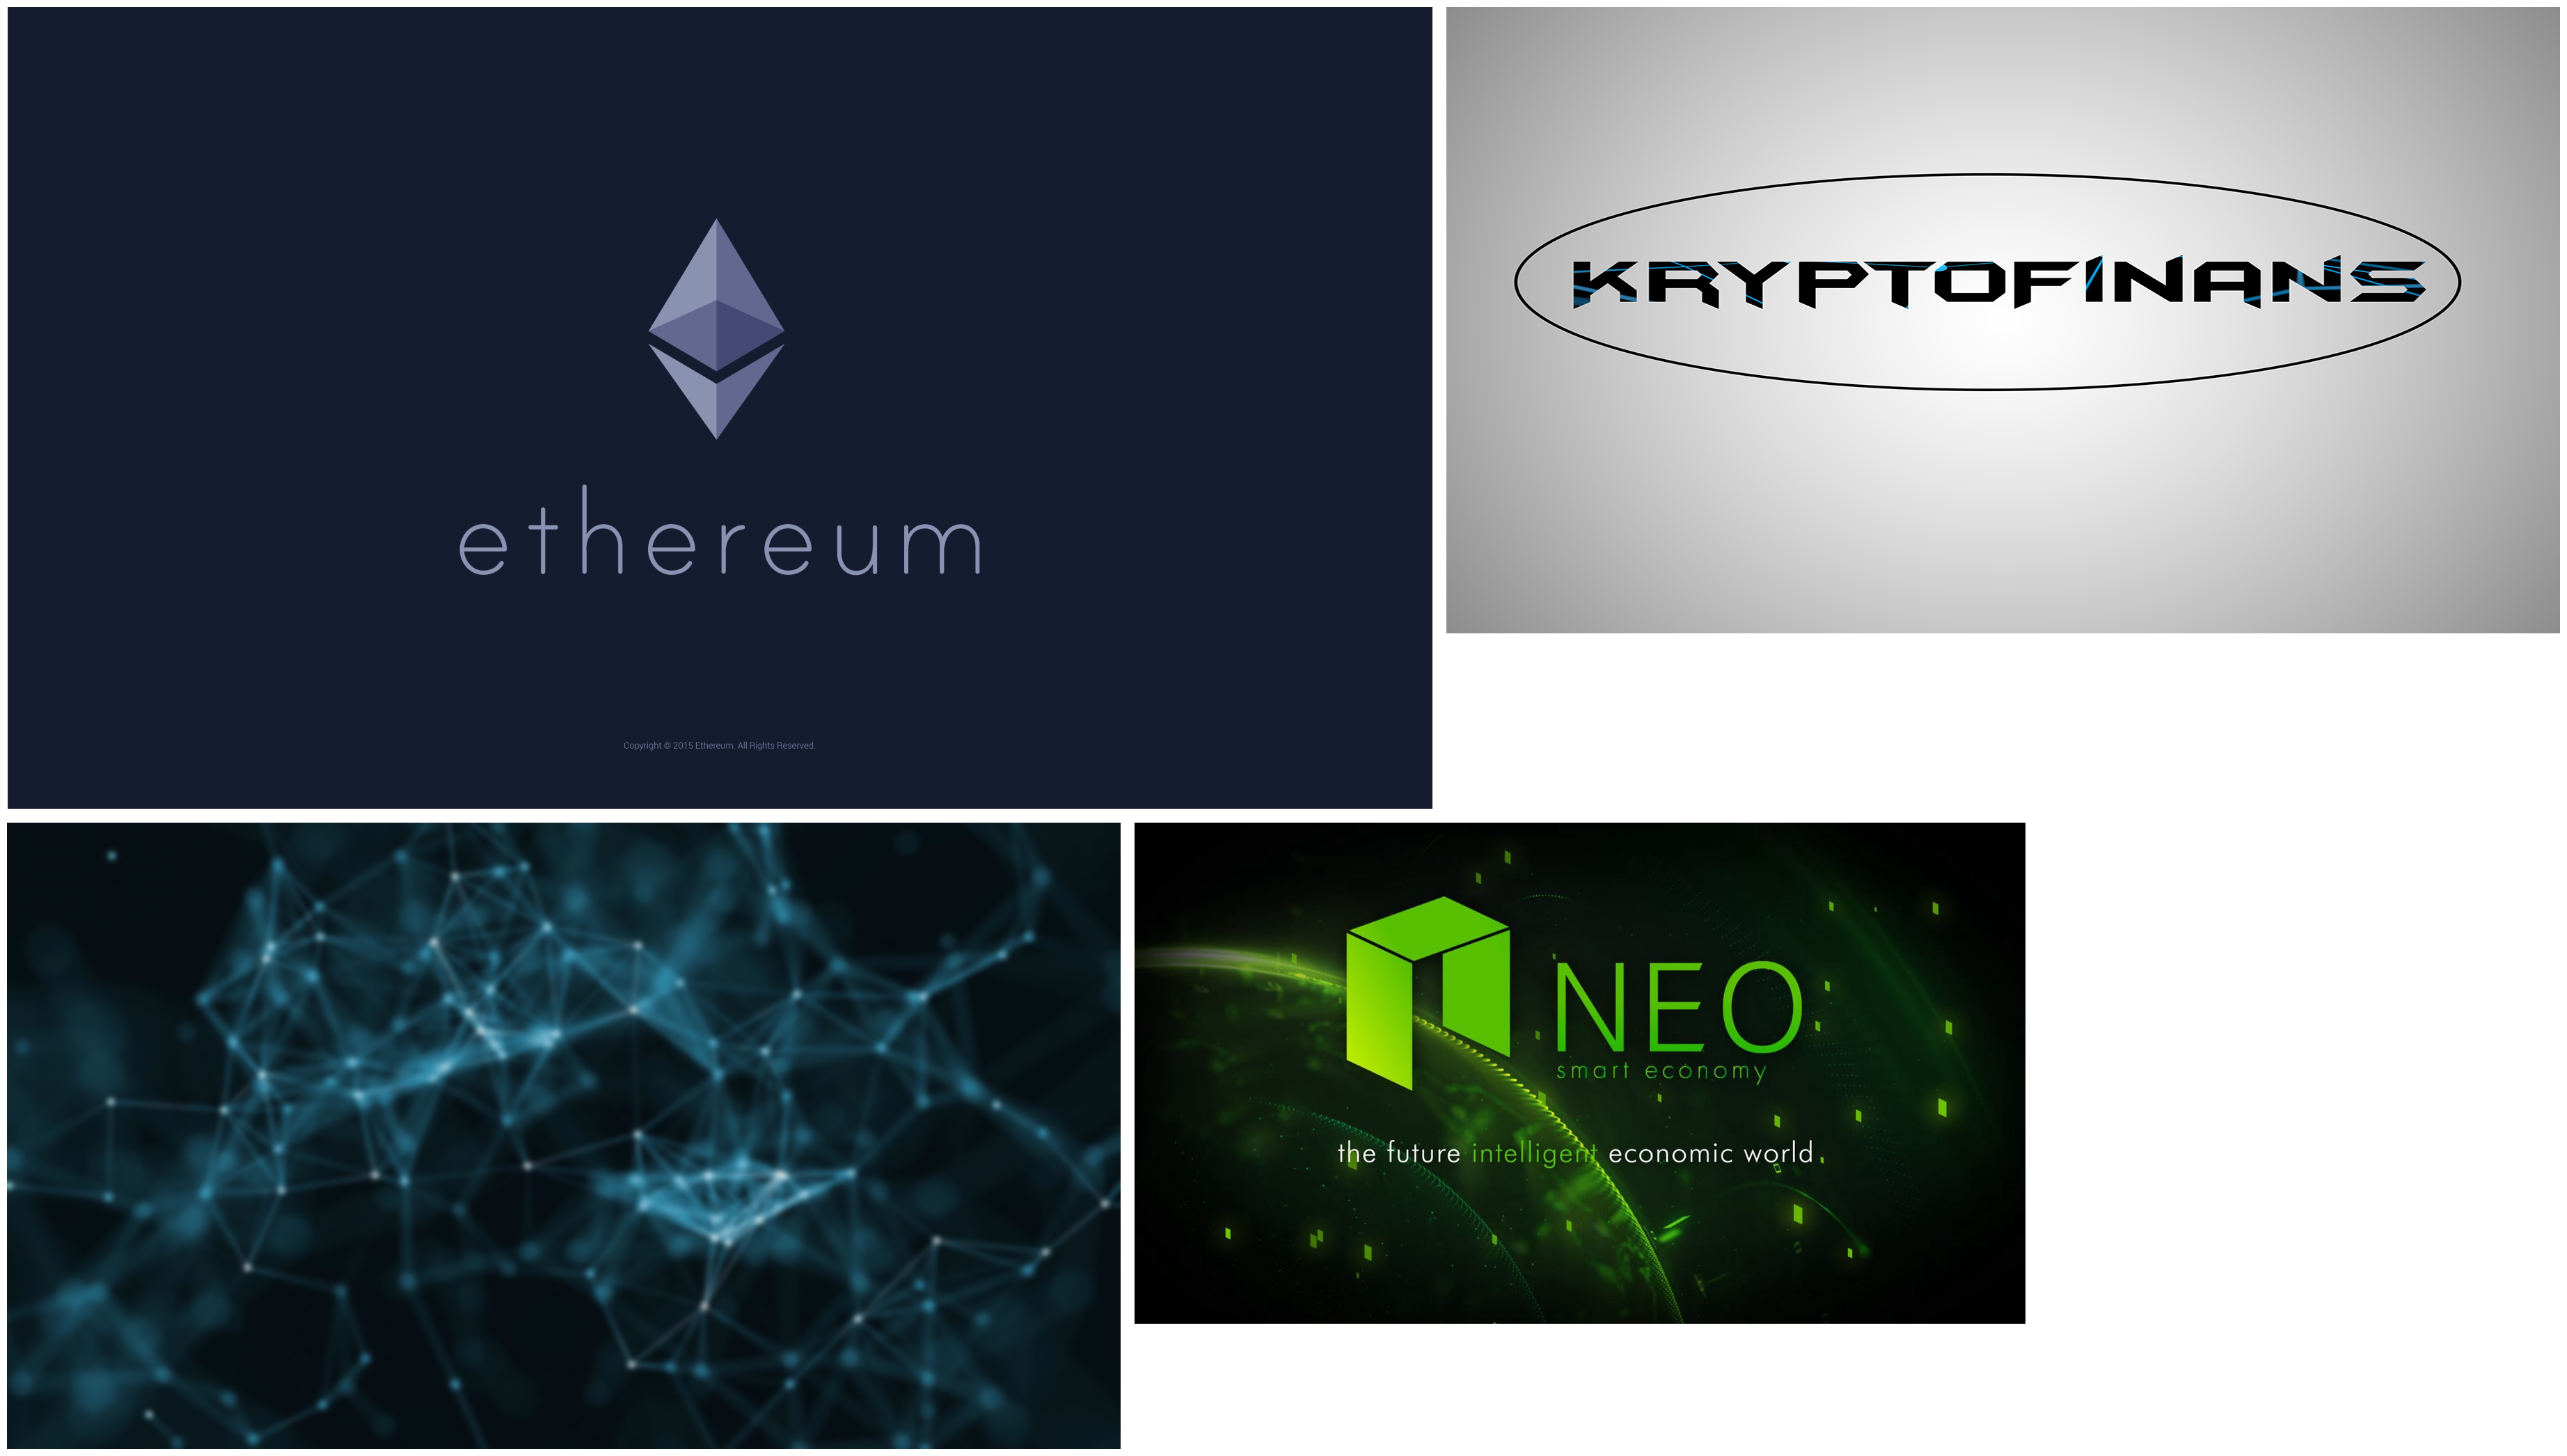 ethereum
Copyright © 2015 Ethereum. All Rights Reserved.
KRYPTOFINANS
NEO
smart economy
the future intelligent economic world